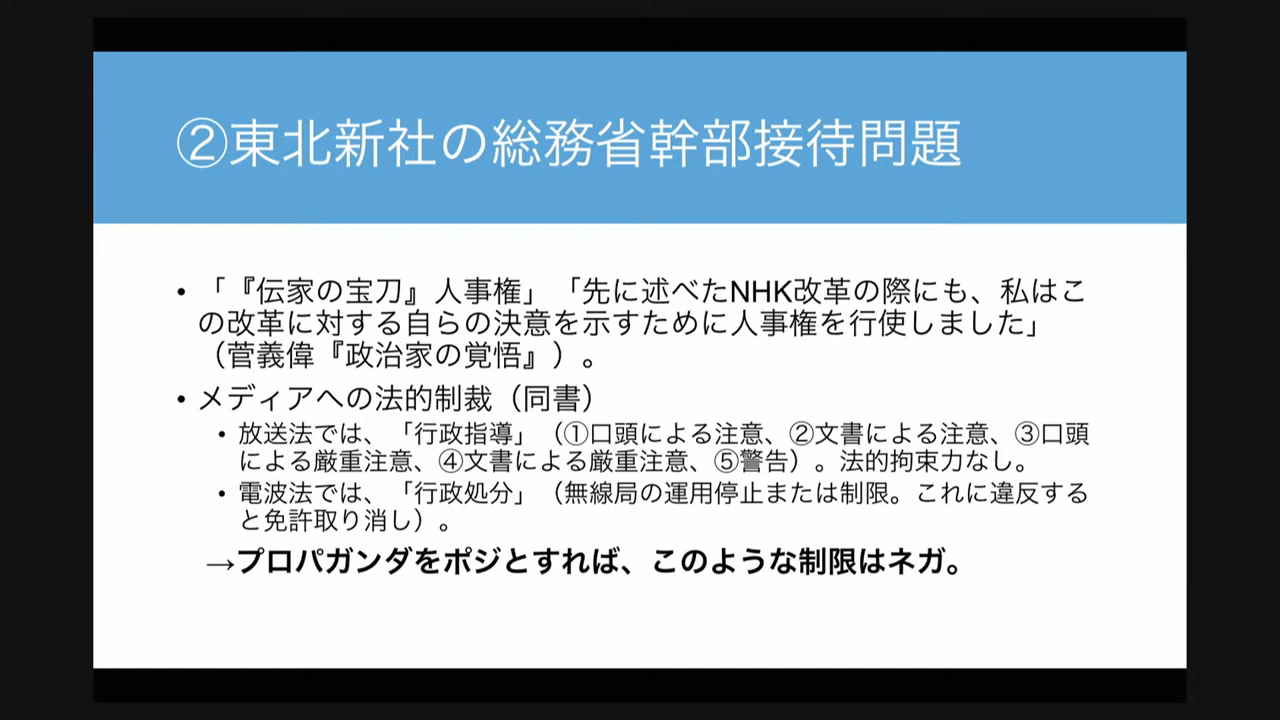 ②東北新社の総務省幹部接待問題
• 「『伝家の宝刀』人事権」「先に述べたNHK改革の際にも、私はこ
の改革に対する自らの決意を示すために人事権を行使しました」
（菅義偉『政治家の覚悟』）。
• メディアへの法的制裁（同書）
• 放送法では、「行政指導」（①口頭による注意、②文書による注意、③口頭
による厳重注意、④文書による厳重注意、⑤警告）。法的拘束力なし。
• 電波法では、「行政処分」（無線局の運用停止または制限。これに違反する
と免許取り消し）。
→プロパガンダをポジとすれば、このような制限はネガ。